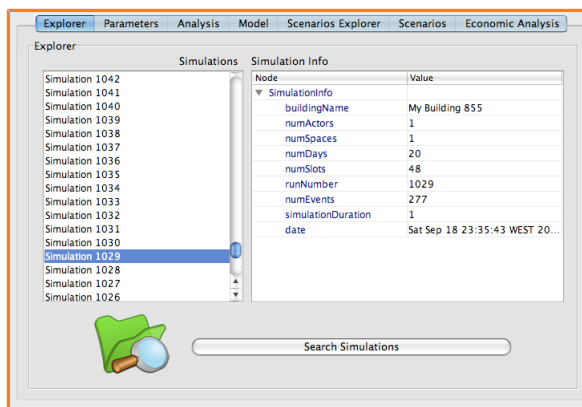 Explorer Parameters Analysis Model Scenarios Explorer Scenarios Economic Analysis
Explorer
Simulations
Simulation 1042
Simulation 1041
Simulation 1040
Simulation 1039
Simulation 1038
Simulation 1037
Simulation 1036
Simulation 1035
Simulation 1034
Simulation 1033
Simulation 1032
Simulation 1031
Simulation 1030
Simulation 1029
Simulation 1028
Simulation 1027
Simulation 1026
Simulation Info
Node Value
SimulationInfo
buildingName My Building 855
numActors 1
numSpaces 1
numDays 20
numSlots 48
runNumber 1029
numEvents 277
simulationDuration 1
date Sat Sep 18 23:35:43 WEST 20...
Search Simulations